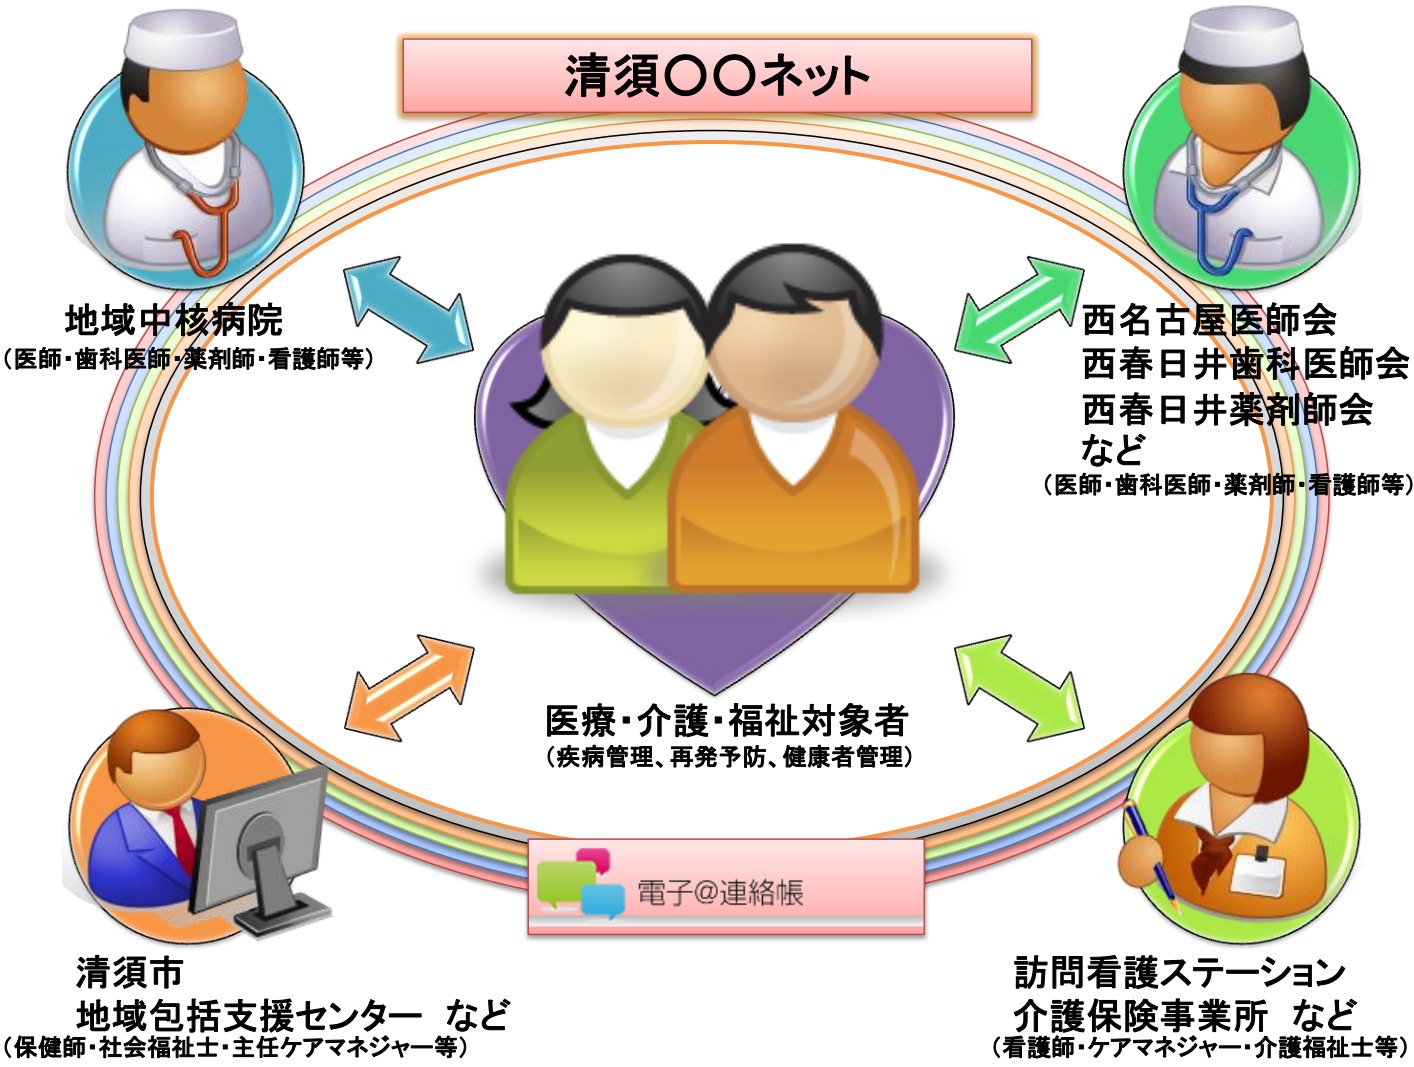 清須〇〇ネット
地域中核病院
（医師・歯科医師・薬剤師・看護師等）
西名古屋医師会
西春日井歯科医師会
西春日井薬剤師会
など
（医師・歯科医師・薬剤師・看護師等）
医療・介護・福祉対象者
（疾病管理、再発予防、健康者管理）
電子@連絡帳
清須市
地域包括支援センター　など
（保健師・社会福祉士・主任ケアマネジャー等）
訪問看護ステーション
介護保険事業所　など
（看護師・ケアマネジャー・介護福祉士等）